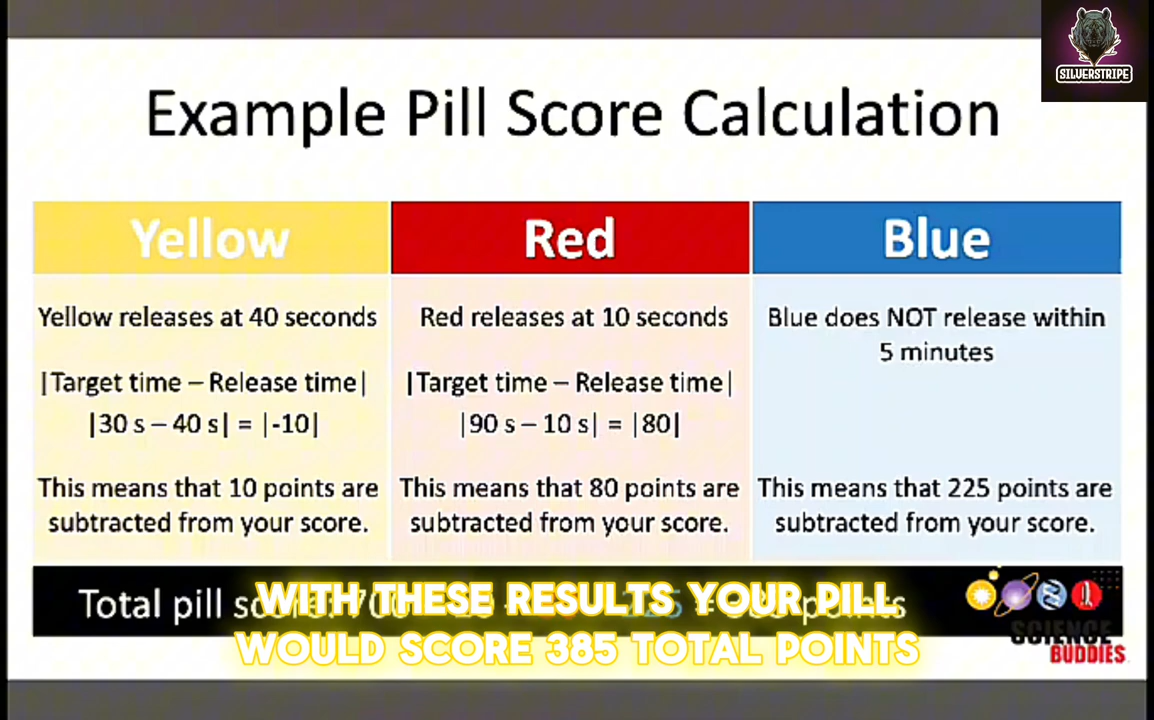 SILVERSTRIPE
Example Pill Score Calculation
Yellow
Red
Blue
Yellow releases at 40 seconds
|Target time – Release time|
|30 s – 40 s| = |-10|
This means that 10 points are
subtracted from your score.
Red releases at 10 seconds
|Target time – Release time|
|90 s – 10 s| = |80|
This means that 80 points are
subtracted from your score.
Blue does NOT release within
5 minutes
This means that 225 points are
subtracted from your score.
Total pill score: 700 points
WITH THESE RESULTS YOUR PILL
WOULD SCORE 385 TOTAL POINTS
SCIENCE
BUDDIES